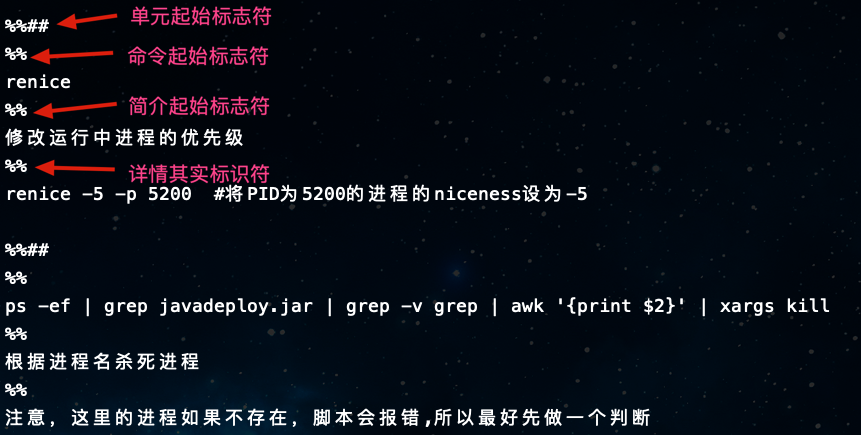 %%## 单元起始标志符
%% 命令起始标志符
renice
%% 简介起始标志符
修改运行中进程的优先级
%% 详情其实标识符
renice -5 -p 5200  #将PID为5200的进程的niceness设为-5
%%##
%%
ps -ef | grep javadeploy.jar | grep -v grep | awk '{print $2}' | xargs kill
%%
根据进程名杀死进程
%%
注意，这里的进程如果不存在，脚本会报错,所以最好先做一个判断